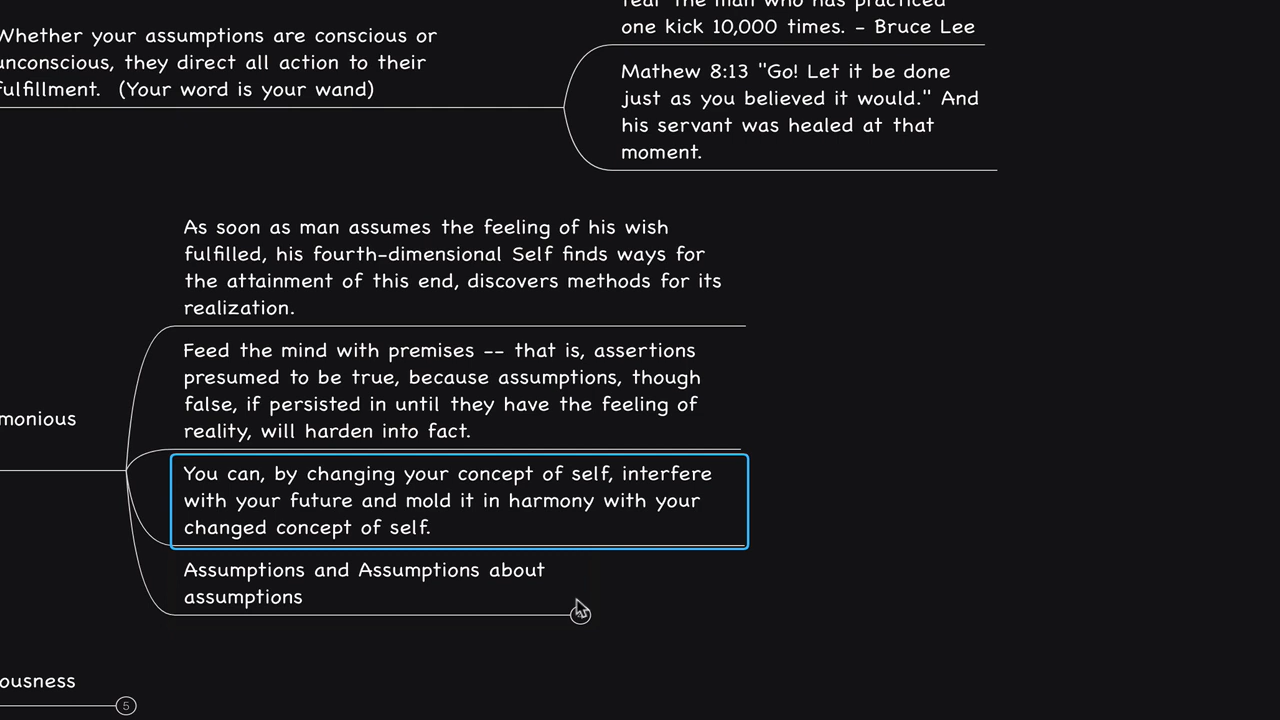 fear the man who has practiced
one kick 10,000 times. - Bruce Lee
Whether your assumptions are conscious or
unconscious, they direct all action to their
fulfillment. (Your word is your wand)
Mathew 8:13 "Go! Let it be done
just as you believed it would." And
his servant was healed at that
moment.
As soon as man assumes the feeling of his wish
fulfilled, his fourth-dimensional Self finds ways for
the attainment of this end, discovers methods for its
realization.
Feed the mind with premises -- that is, assertions
presumed to be true, because assumptions, though
false, if persisted in until they have the feeling of
reality, will harden into fact.
monious
You can, by changing your concept of self, interfere
with your future and mold it in harmony with your
changed concept of self.
Assumptions and Assumptions about
assumptions
ousness
5